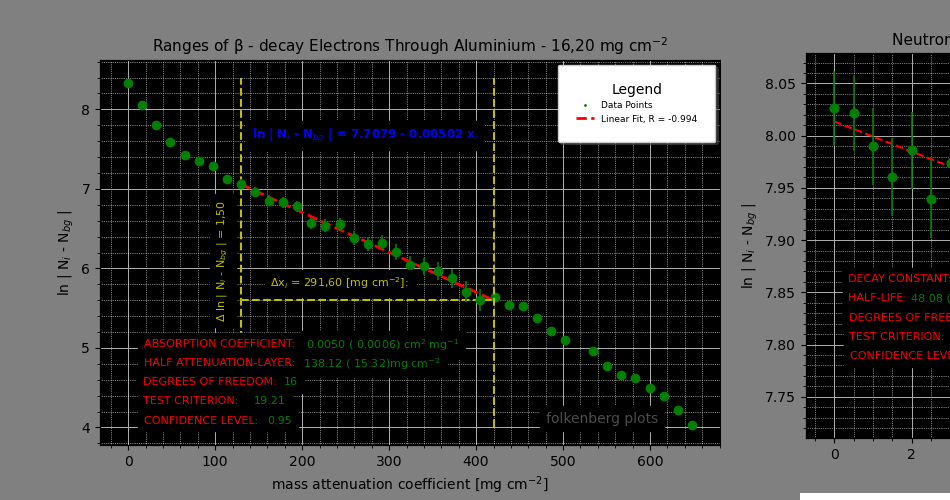 Ranges of β - decay Electrons Through Aluminium - 16,20 mg cm⁻²
Legend
Data Points
Linear Fit, R = -0.994
ln | Nᵢ - N_bg | = 7.7079 - 0.00502 xᵢ
Δ ln | Nᵢ - N_bg | = 1,50
Δxᵢ = 291,60 [mg cm⁻²]:
ABSORPTION COEFFICIENT: 0.0050 ( 0.0006) cm² mg⁻¹
HALF ATTENUATION-LAYER: 138.12 ( 15.32)mg cm⁻²
DEGREES OF FREEDOM: 16
TEST CRITERION: 19.21
CONFIDENCE LEVEL: 0.95
folkenberg plots
ln | Nᵢ - N_bg |
8
7
6
5
4
0 100 200 300 400 500 600
mass attenuation coefficient [mg cm⁻²]
Neutron
ln | Nᵢ - N_bg |
8.05
8.00
7.95
7.90
7.85
7.80
7.75
DECAY CONSTANT:
HALF-LIFE: 48.08 (
DEGREES OF FREE
TEST CRITERION:
CONFIDENCE LEVE
0 2